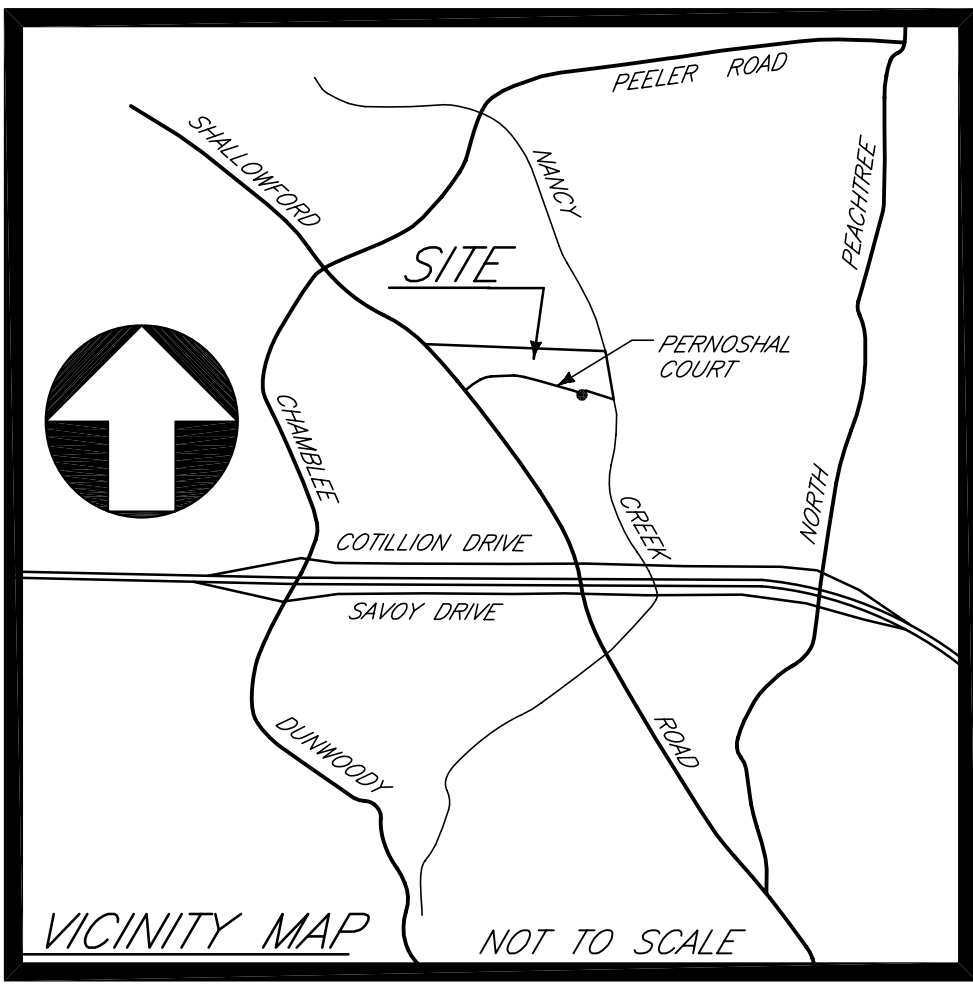 PEELER ROAD
SHALLOWFORD
NANCY
PEACHTREE
SITE
PERNOSHAL
COURT
CHAMBLEE
NORTH
CREEK
COTILLION DRIVE
SAVOY DRIVE
DUNWOODY
ROAD
VICINITY MAP
NOT TO SCALE